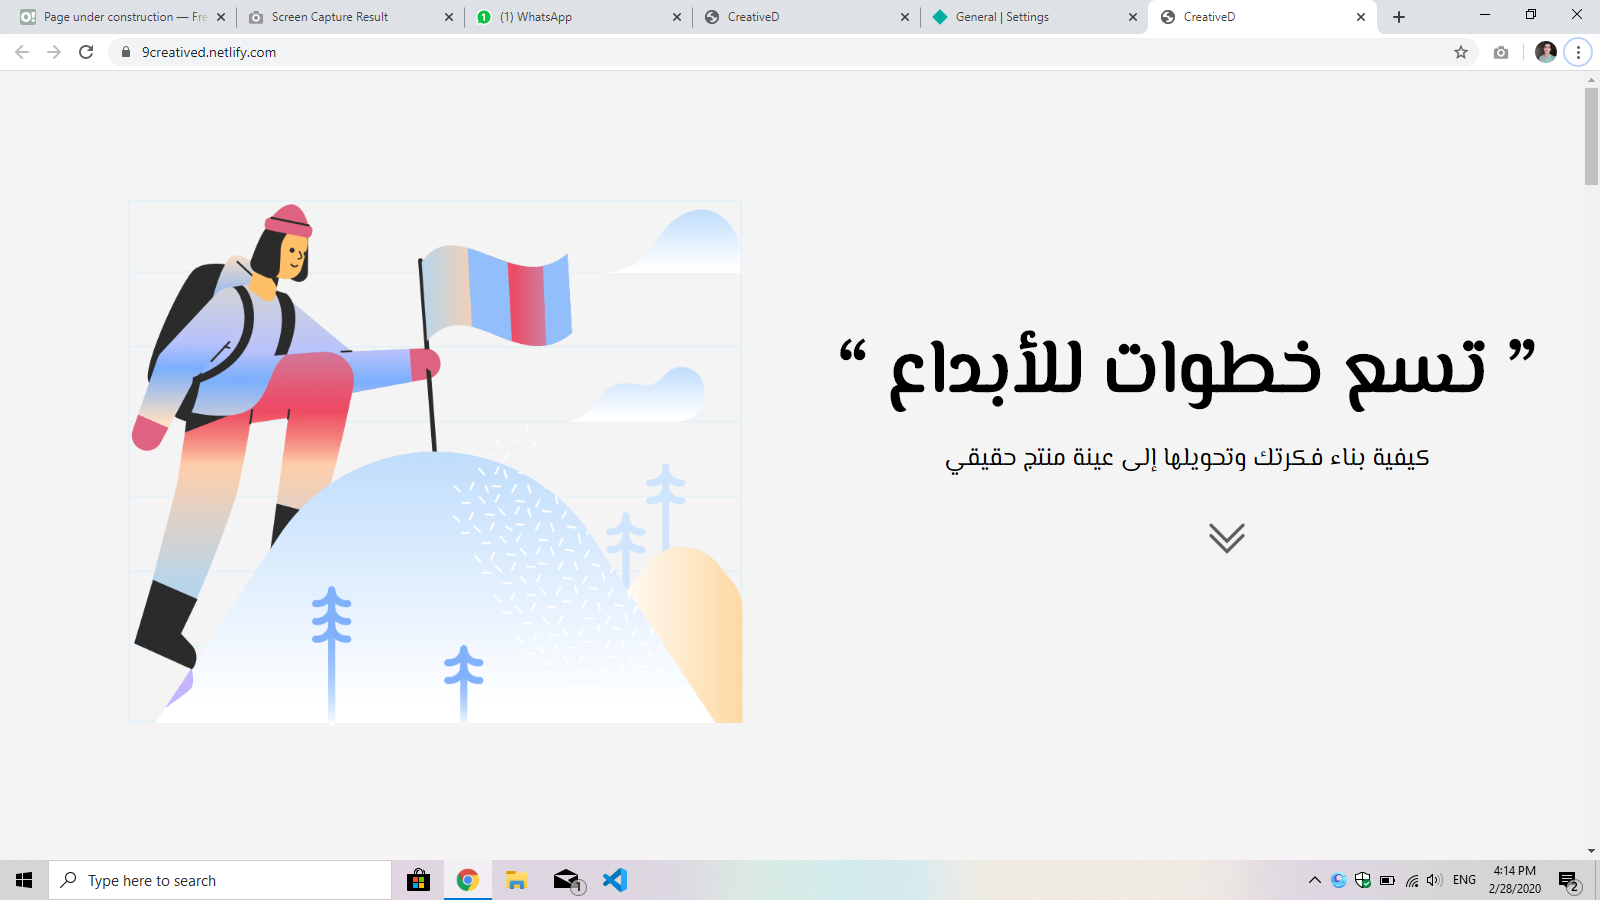 Page under construction — Fre
Screen Capture Result
(1) WhatsApp
CreativeD
General | Settings
CreativeD
9creatived.netlify.com
” تسع خطوات للأبداع “
كيفية بناء فكرتك وتحويلها إلى عينة منتج حقيقي
Type here to search
1
ENG
4:14 PM
2/28/2020
2